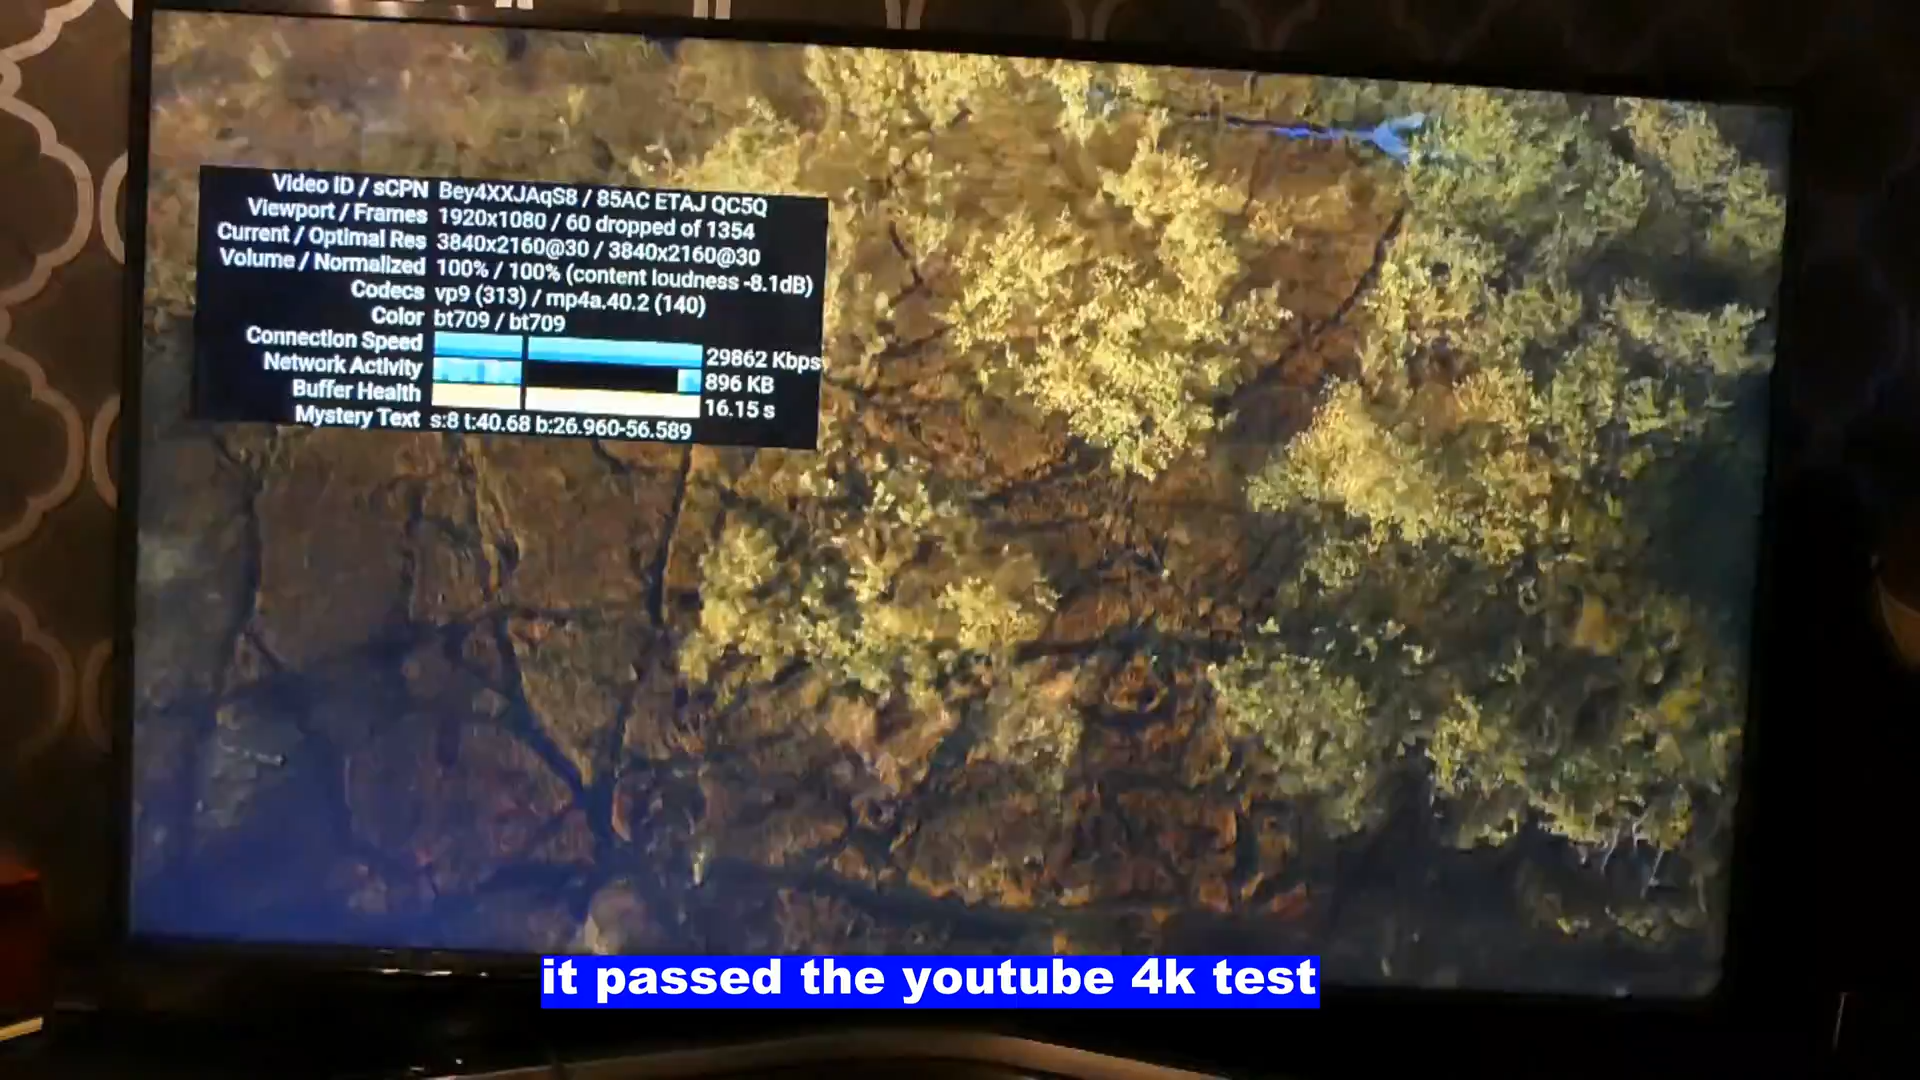 Video ID / sCPN Bey4XXJAqS8 / 85AC ETAJ QC5Q
Viewport / Frames 1920x1080 / 60 dropped of 1354
Current / Optimal Res 3840x2160@30 / 3840x2160@30
Volume / Normalized 100% / 100% (content loudness -8.1dB)
Codecs vp9 (313) / mp4a.40.2 (140)
Color bt709 / bt709
Connection Speed 29862 Kbps
Network Activity 896 KB
Buffer Health 16.15 s
Mystery Text s:8 t:40.68 b:26.960-56.589
it passed the youtube 4k test